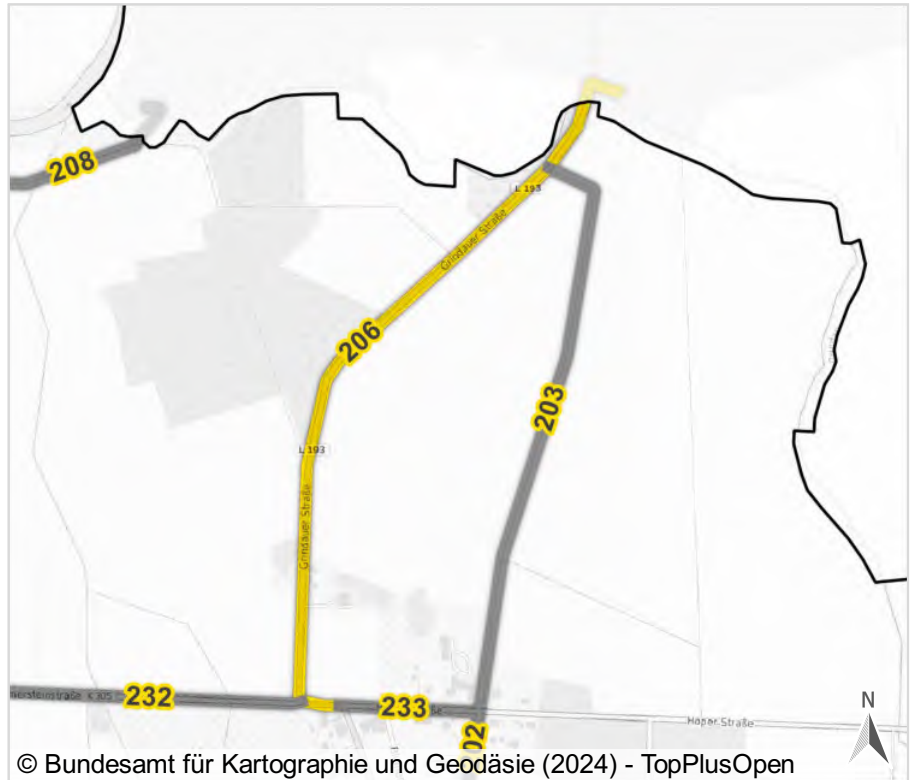 208
L 193
Grindauer Straße
206
203
L 193
Grindauer Straße
232
233
Hoper Straße
02
N
© Bundesamt für Kartographie und Geodäsie (2024) - TopPlusOpen